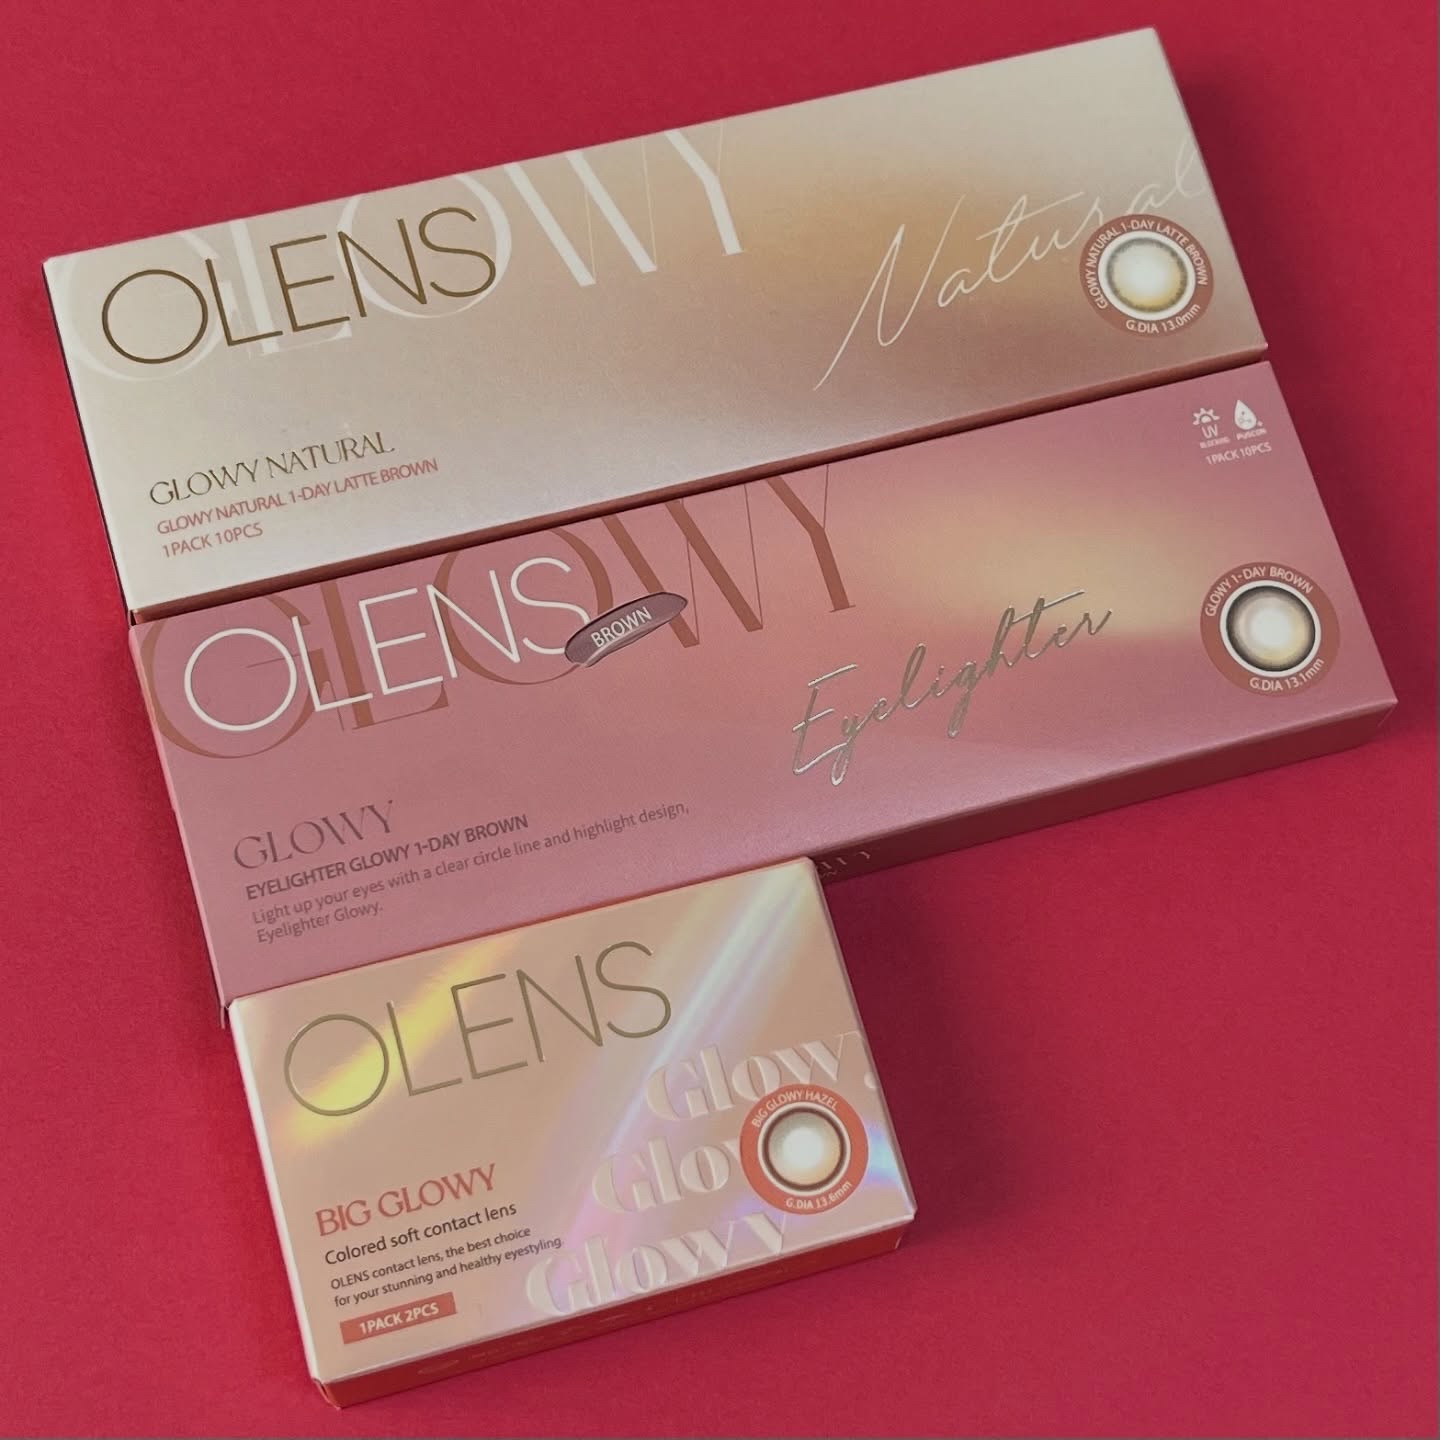 GLOWY
OLENS
Natural
GLOWY NATURAL 1-DAY LATTE BROWN
G.DIA 13.0mm
GLOWY NATURAL
GLOWY NATURAL 1-DAY LATTE BROWN
1PACK 10PCS
UV
BLOCKING
PUSCON
1PACK 10PCS
GLOWY
OLENS
BROWN
Eyelighter
GLOWY 1-DAY BROWN
G.DIA 13.1mm
GLOWY
EYELIGHTER GLOWY 1-DAY BROWN
Light up your eyes with a clear circle line and highlight design,
Eyelighter Glowy.
OLENS
Glowy
Glowy
Glowy
BIG GLOWY HAZEL
G.DIA 13.6mm
BIG GLOWY
Colored soft contact lens
OLENS contact lens, the best choice
for your stunning and healthy eyestyling.
1PACK 2PCS